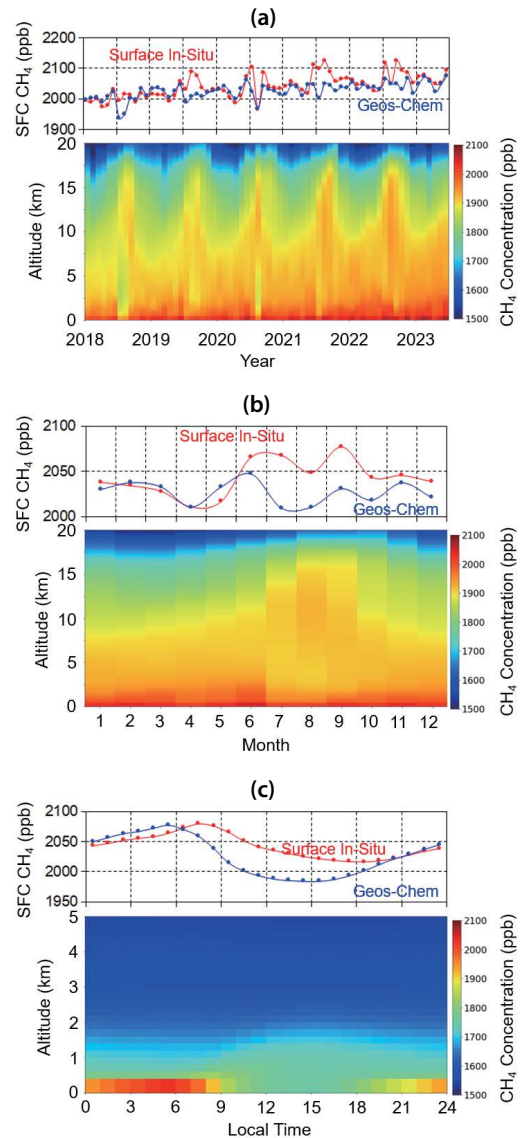 (a)
SFC CH₄ (ppb)
2200
2100
2000
1900
Surface In-Situ
Geos-Chem
Altitude (km)
20
15
10
5
0
2018 2019 2020 2021 2022 2023
Year
2100
2000
1900
1800
1700
1600
1500
CH₄ Concentration (ppb)
(b)
SFC CH₄ (ppb)
2100
2050
2000
Surface In-Situ
Geos-Chem
Altitude (km)
20
15
10
5
0
1 2 3 4 5 6 7 8 9 10 11 12
Month
2100
2000
1900
1800
1700
1600
1500
CH₄ Concentration (ppb)
(c)
SFC CH₄ (ppb)
2100
2050
2000
1950
Surface In-Situ
Geos-Chem
Altitude (km)
5
4
3
2
1
0
0 3 6 9 12 15 18 21 24
Local Time
2100
2000
1900
1800
1700
1600
1500
CH₄ Concentration (ppb)